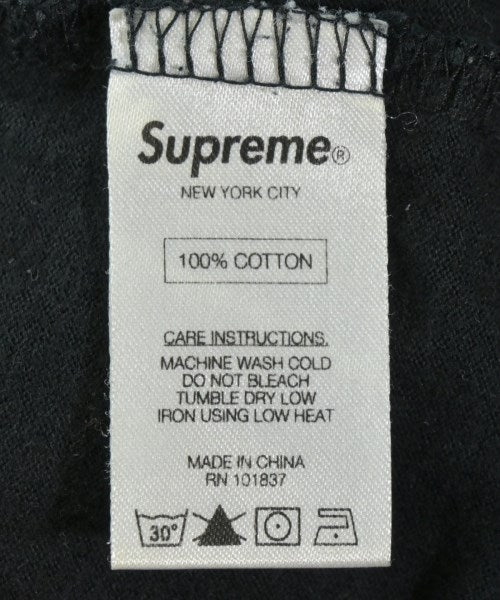 Supreme®
NEW YORK CITY
100% COTTON
CARE INSTRUCTIONS.
MACHINE WASH COLD
DO NOT BLEACH
TUMBLE DRY LOW
IRON USING LOW HEAT
MADE IN CHINA
RN 101837
30°